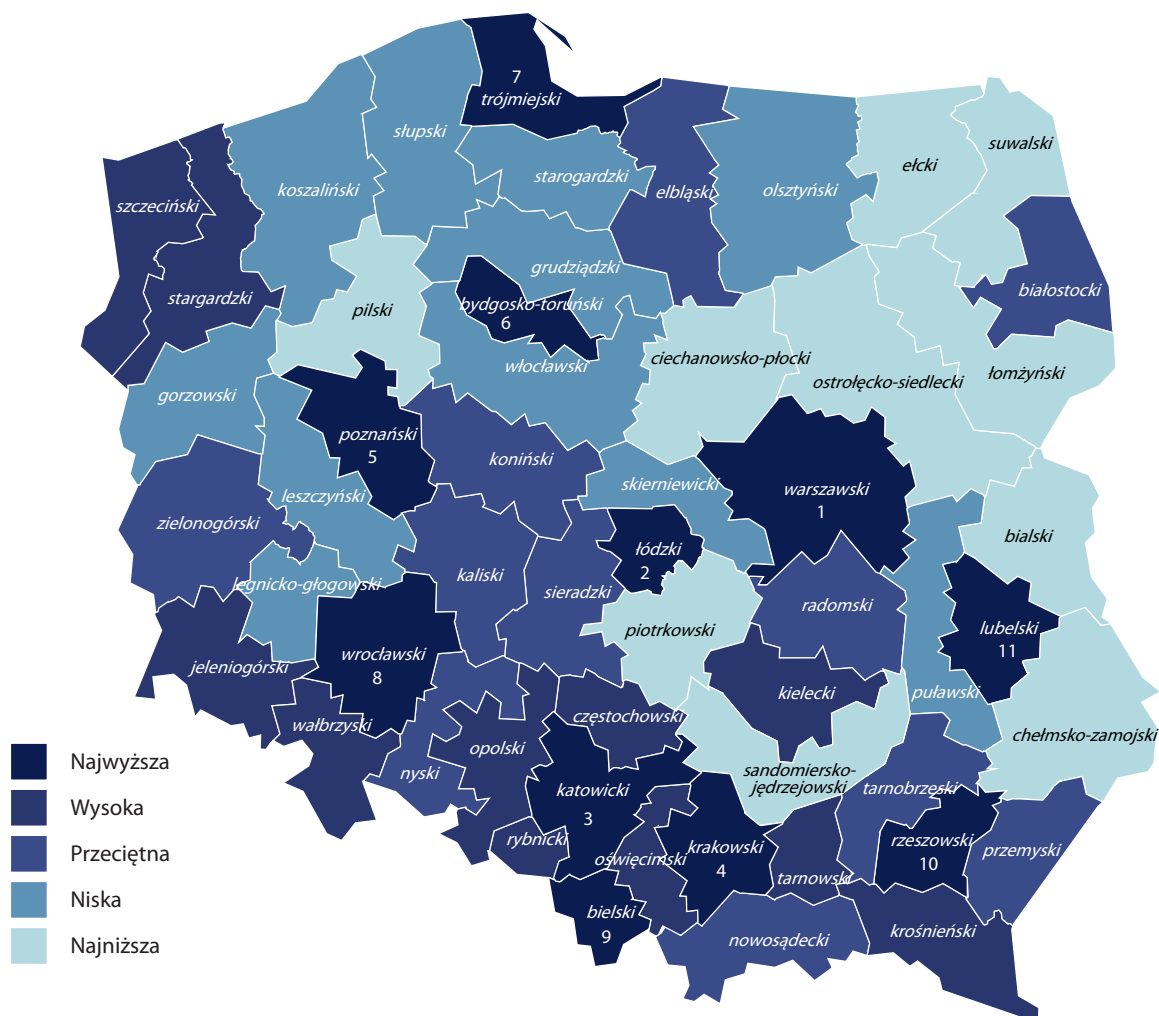 7
trójmiejski
słupski
suwalski
ełcki
koszaliński
starogardzki
elbląski
olsztyński
szczeciński
stargardzki
grudziądzki
białostocki
pilski
bydgosko-toruński
6
włocławski
ciechanowsko-płocki
ostrołęcko-siedlecki
łomżyński
gorzowski
poznański
5
koniński
leszczyński
skierniewicki
warszawski
1
zielonogórski
łódzki
2
bialski
legnicko-głogowski
kaliski
sieradzki
radomski
piotrkowski
lubelski
11
wrocławski
8
jeleniogórski
kielecki
puławski
wałbrzyski
częstochowski
chełmsko-zamojski
opolski
nyski
sandomiersko-
jędrzejowski
tarnobrzeski
katowicki
3
rybnicki
oświęcimski
krakowski
4
tarnowski
rzeszowski
10
przemyski
bielski
9
nowosądecki
krośnieński
Najwyższa
Wysoka
Przeciętna
Niska
Najniższa